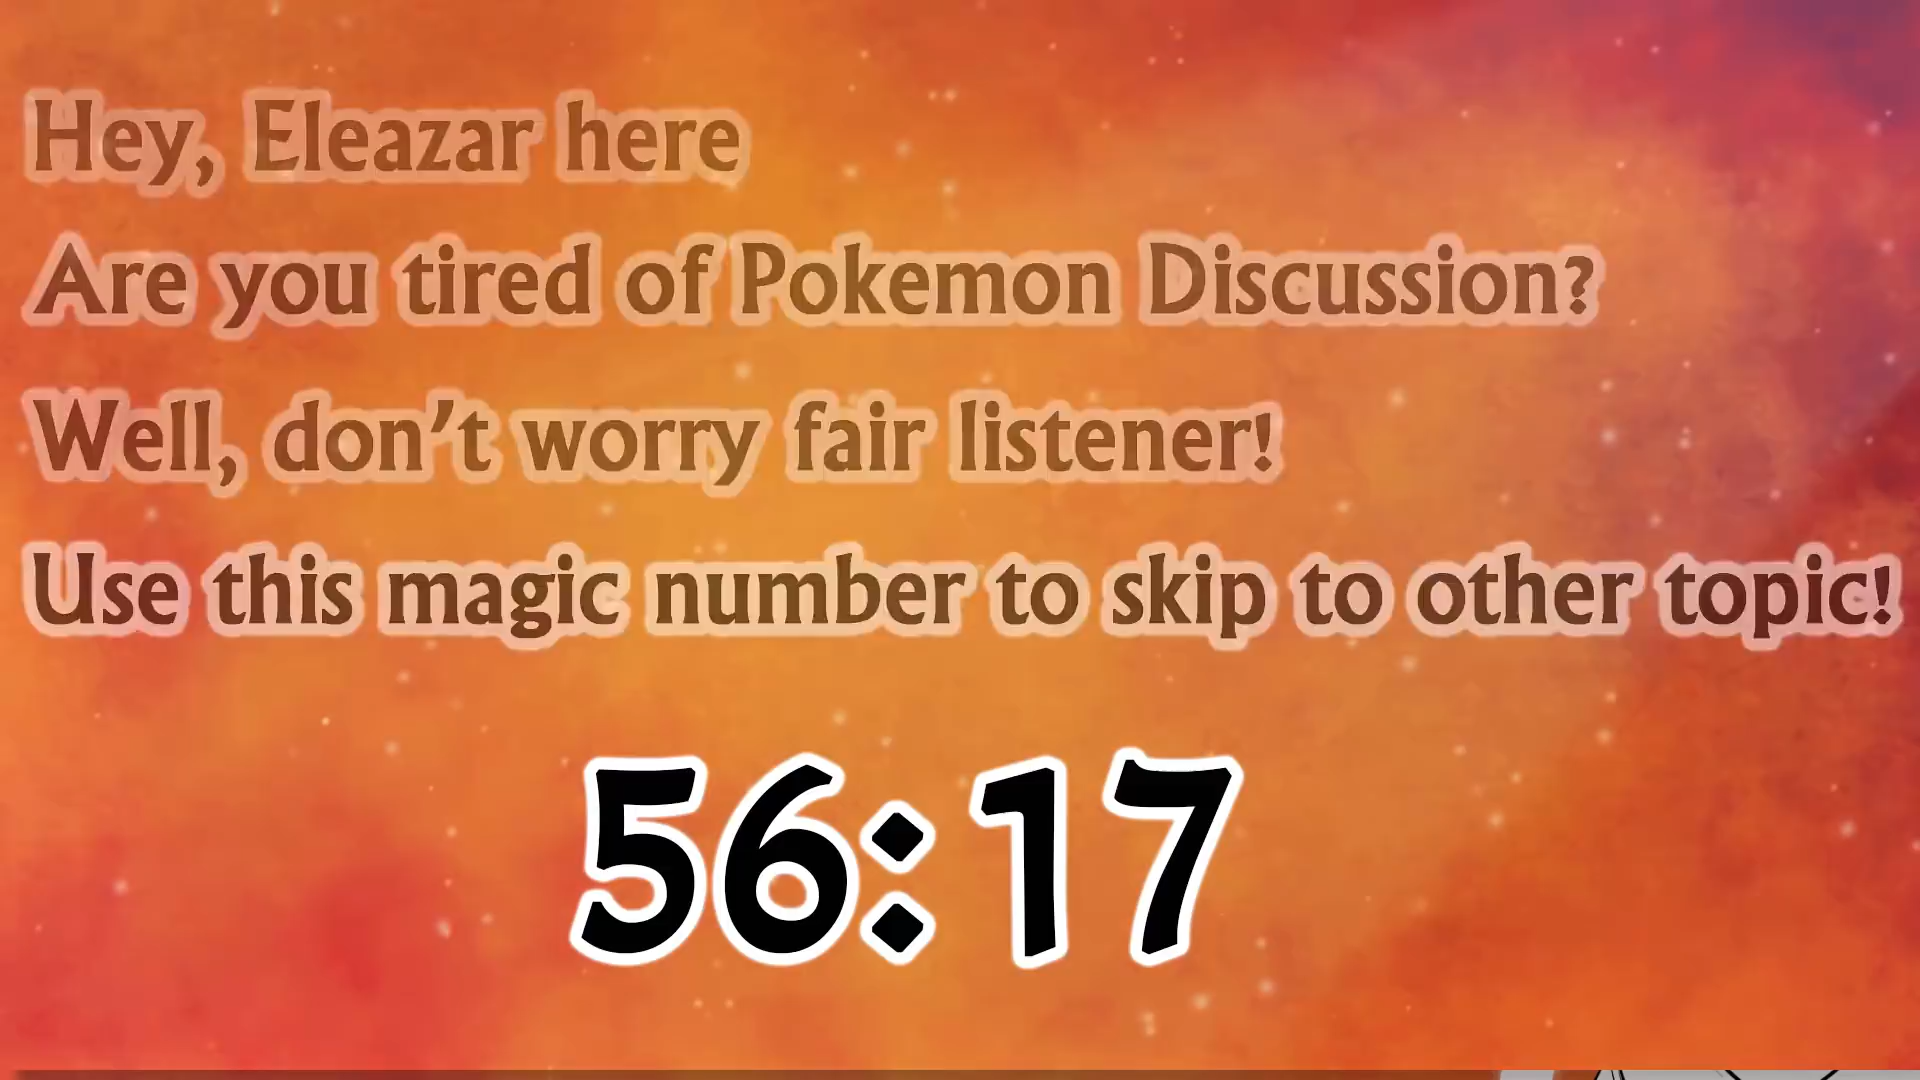 Hey, Eleazar here
Are you tired of Pokemon Discussion?
Well, don’t worry fair listener!
Use this magic number to skip to other topic!
56:17